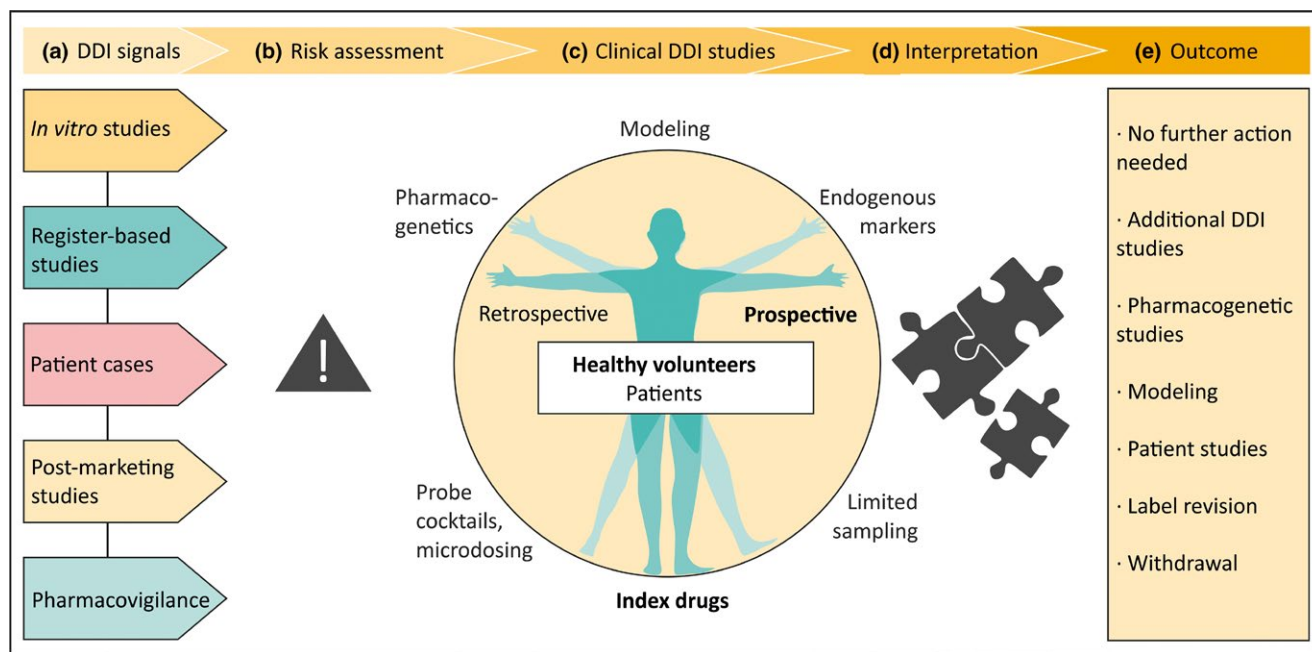 (a) DDI signals
(b) Risk assessment
(c) Clinical DDI studies
(d) Interpretation
(e) Outcome
In vitro studies
Register-based
studies
Patient cases
Post-marketing
studies
Pharmacovigilance
!
Modeling
Pharmaco-
genetics
Endogenous
markers
Retrospective
Prospective
Healthy volunteers
Patients
Probe
cocktails,
microdosing
Limited
sampling
Index drugs
· No further action
needed
· Additional DDI
studies
· Pharmacogenetic
studies
· Modeling
· Patient studies
· Label revision
· Withdrawal